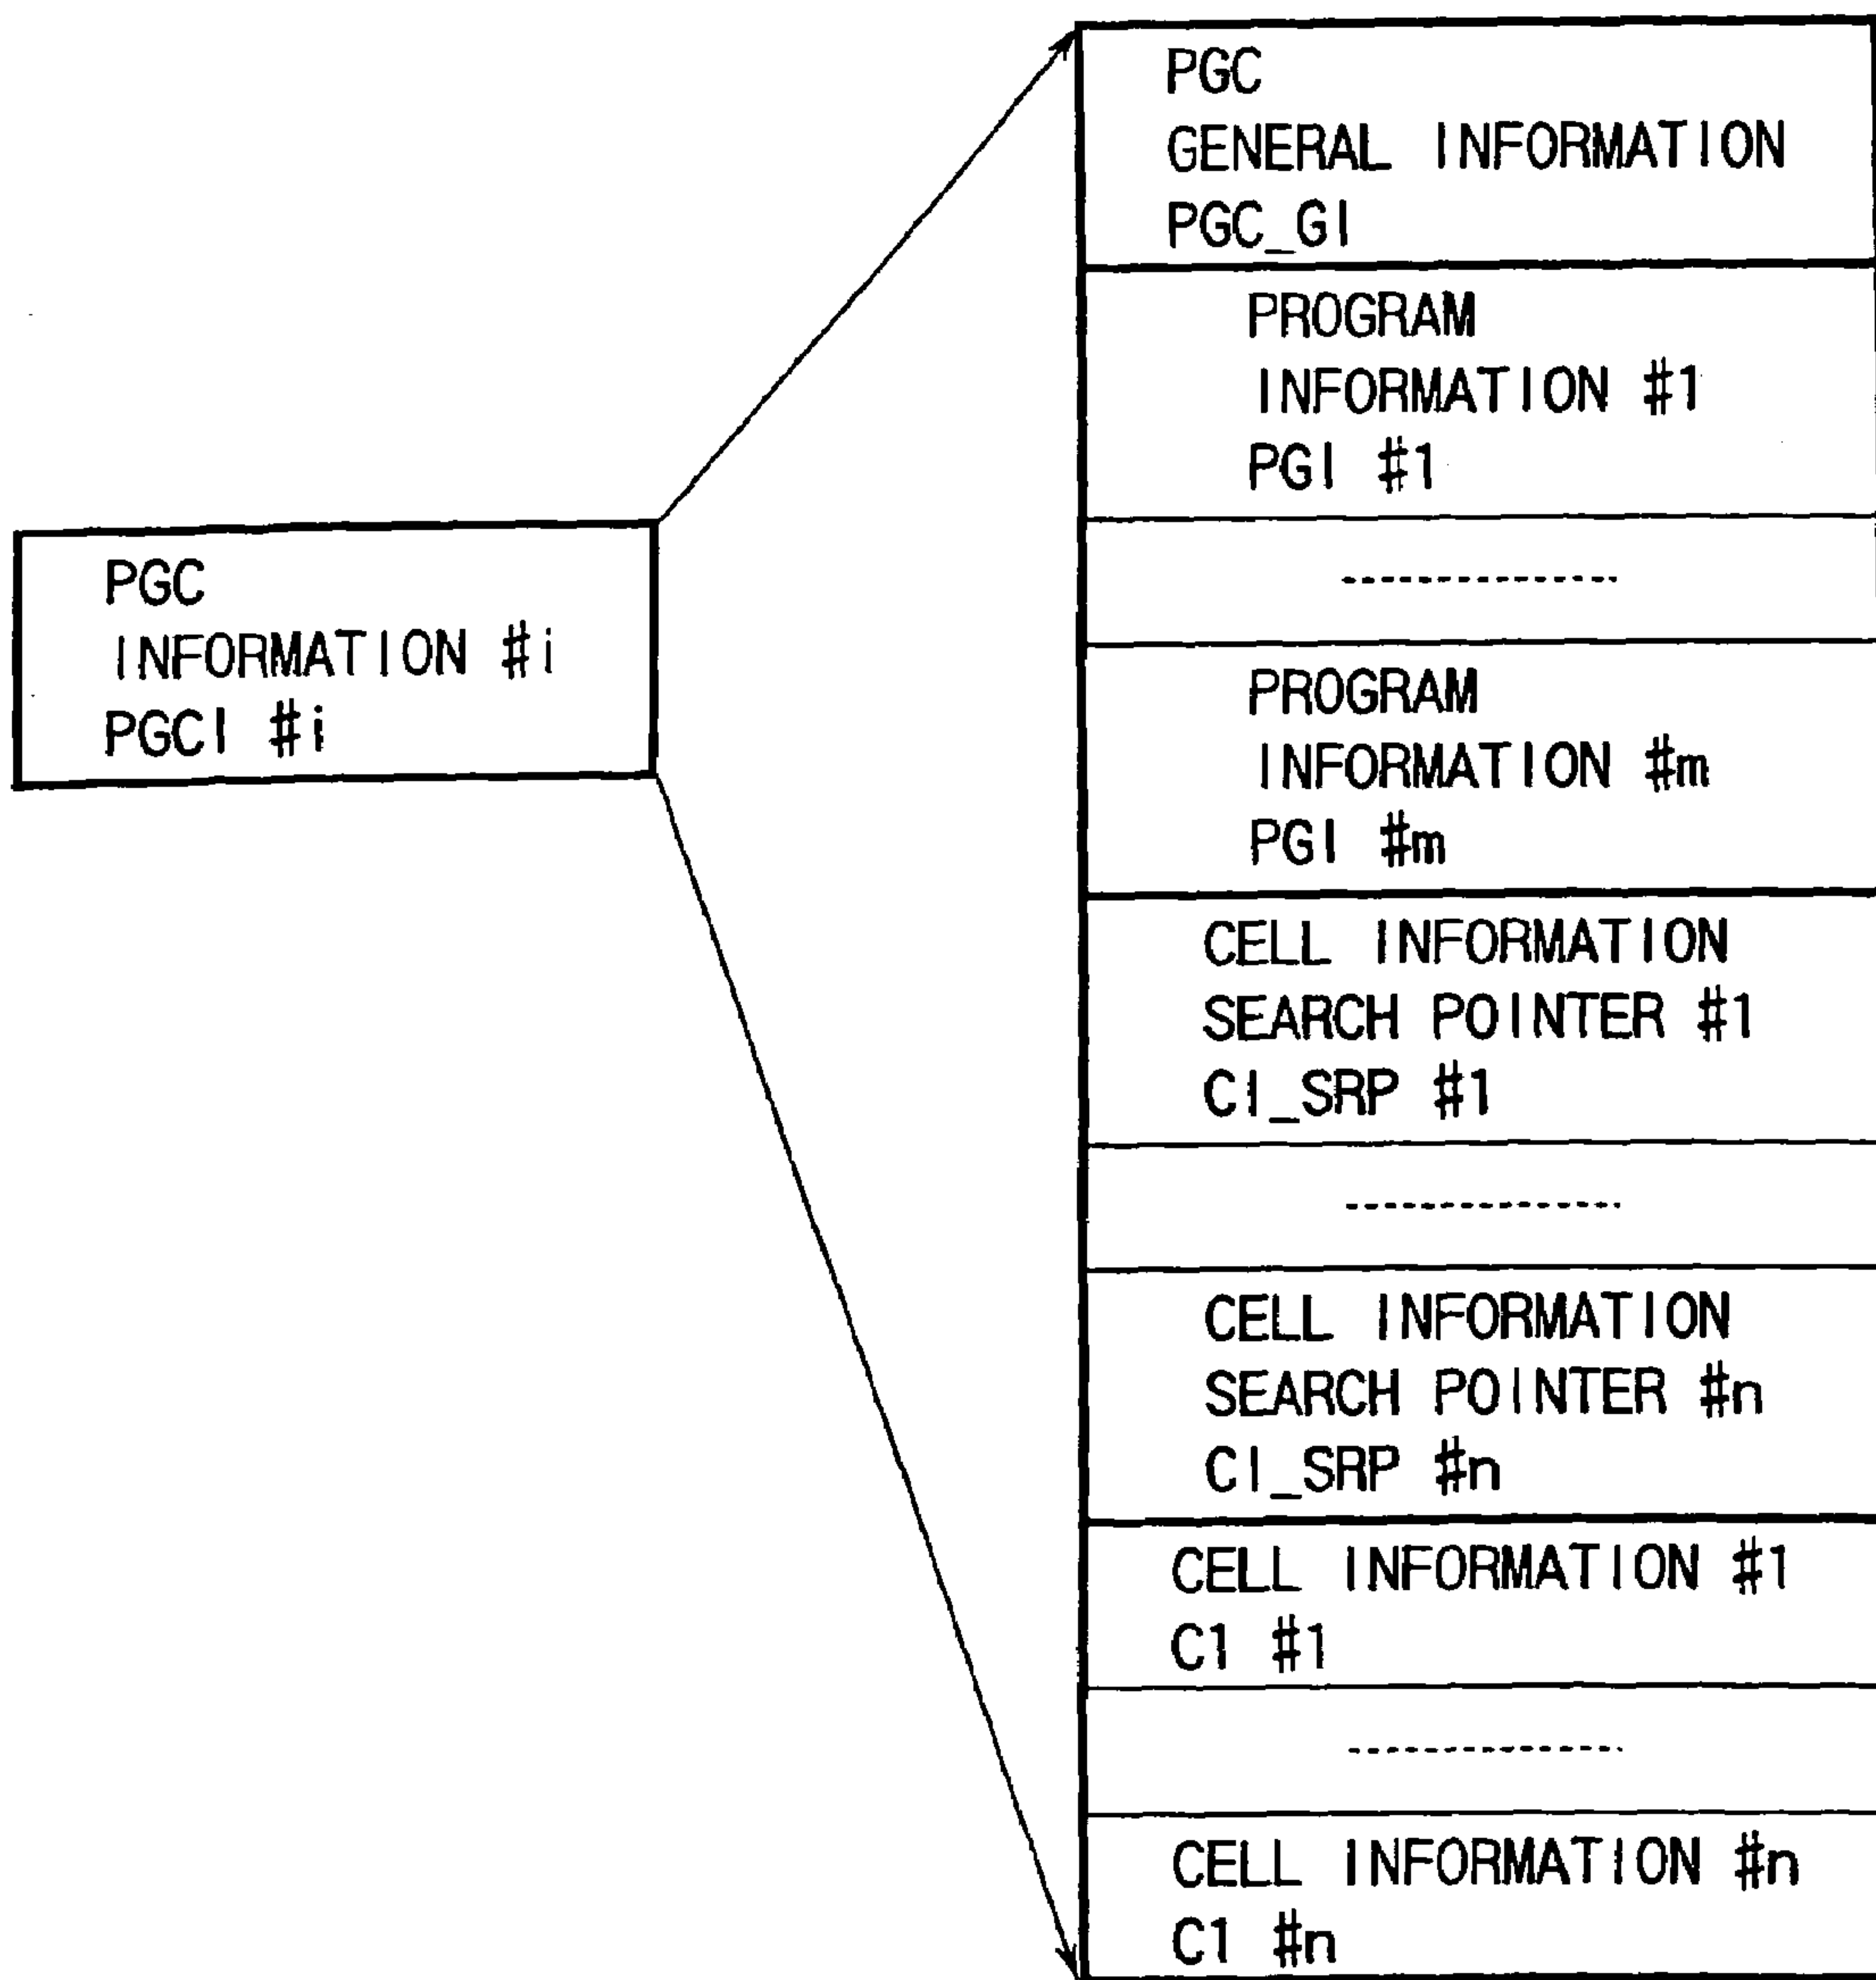 PGC
INFORMATION #i
PGCI #i
PGC
GENERAL INFORMATION
PGC_GI
PROGRAM
INFORMATION #1
PGI #1
PROGRAM
INFORMATION #m
PGI #m
CELL INFORMATION
SEARCH POINTER #1
CI_SRP #1
CELL INFORMATION
SEARCH POINTER #n
CI_SRP #n
CELL INFORMATION #1
C1 #1
CELL INFORMATION #n
C1 #n